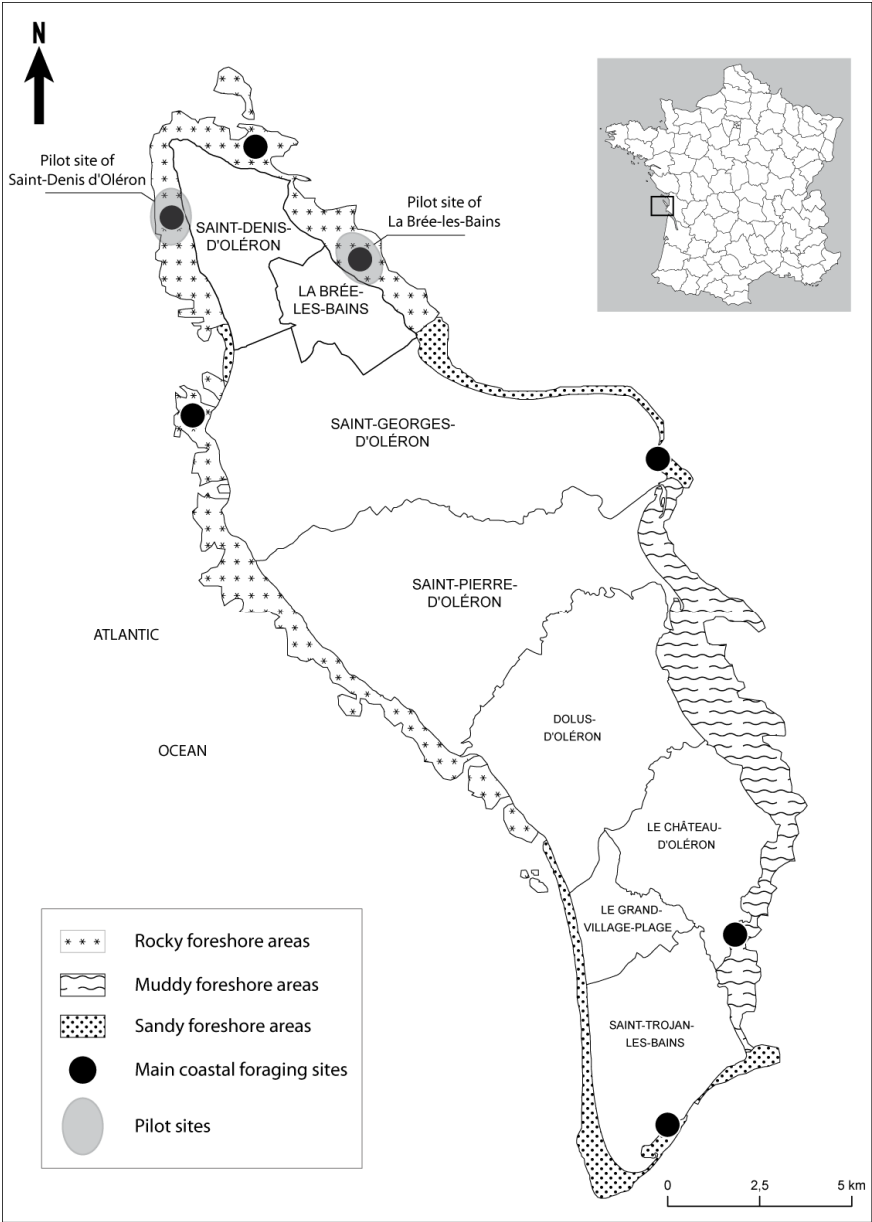 N
Pilot site of
Saint-Denis d'Oléron
Pilot site of
La Brée-les-Bains
SAINT-DENIS-
D'OLÉRON
LA BRÉE-
LES-BAINS
SAINT-GEORGES-
D'OLÉRON
SAINT-PIERRE-
D'OLÉRON
ATLANTIC
OCEAN
DOLUS-
D'OLÉRON
LE CHÂTEAU-
D'OLÉRON
LE GRAND-
VILLAGE-PLAGE
SAINT-TROJAN-
LES-BAINS
Rocky foreshore areas
Muddy foreshore areas
Sandy foreshore areas
Main coastal foraging sites
Pilot sites
0 2,5 5 km